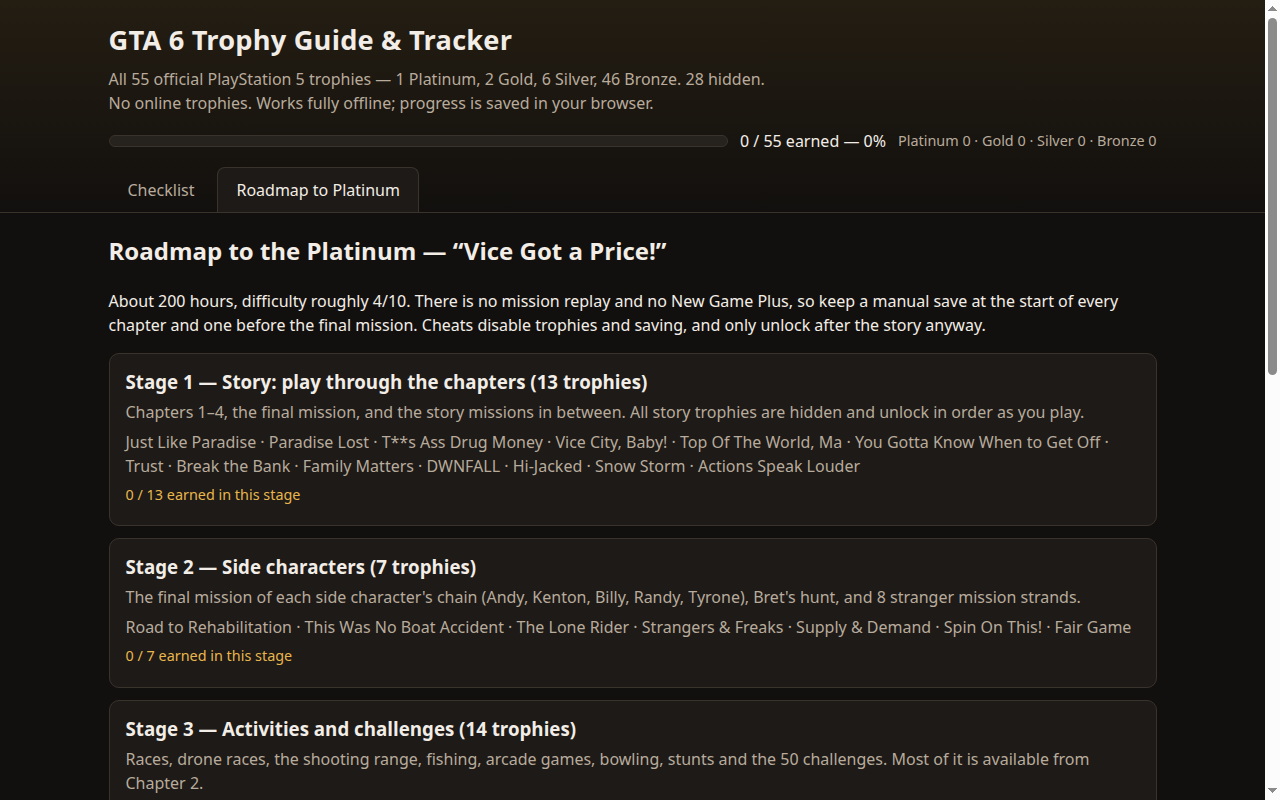 GTA 6 Trophy Guide & Tracker
All 55 official PlayStation 5 trophies — 1 Platinum, 2 Gold, 6 Silver, 46 Bronze. 28 hidden.
No online trophies. Works fully offline; progress is saved in your browser.
0 / 55 earned — 0% Platinum 0 · Gold 0 · Silver 0 · Bronze 0
Checklist Roadmap to Platinum
Roadmap to the Platinum — “Vice Got a Price!”
About 200 hours, difficulty roughly 4/10. There is no mission replay and no New Game Plus, so keep a manual save at the start of every
chapter and one before the final mission. Cheats disable trophies and saving, and only unlock after the story anyway.
Stage 1 — Story: play through the chapters (13 trophies)
Chapters 1–4, the final mission, and the story missions in between. All story trophies are hidden and unlock in order as you play.
Just Like Paradise · Paradise Lost · T**s Ass Drug Money · Vice City, Baby! · Top Of The World, Ma · You Gotta Know When to Get Off ·
Trust · Break the Bank · Family Matters · DWNFALL · Hi-Jacked · Snow Storm · Actions Speak Louder
0 / 13 earned in this stage
Stage 2 — Side characters (7 trophies)
The final mission of each side character's chain (Andy, Kenton, Billy, Randy, Tyrone), Bret's hunt, and 8 stranger mission strands.
Road to Rehabilitation · This Was No Boat Accident · The Lone Rider · Strangers & Freaks · Supply & Demand · Spin On This! · Fair Game
0 / 7 earned in this stage
Stage 3 — Activities and challenges (14 trophies)
Races, drone races, the shooting range, fishing, arcade games, bowling, stunts and the 50 challenges. Most of it is available from
Chapter 2.